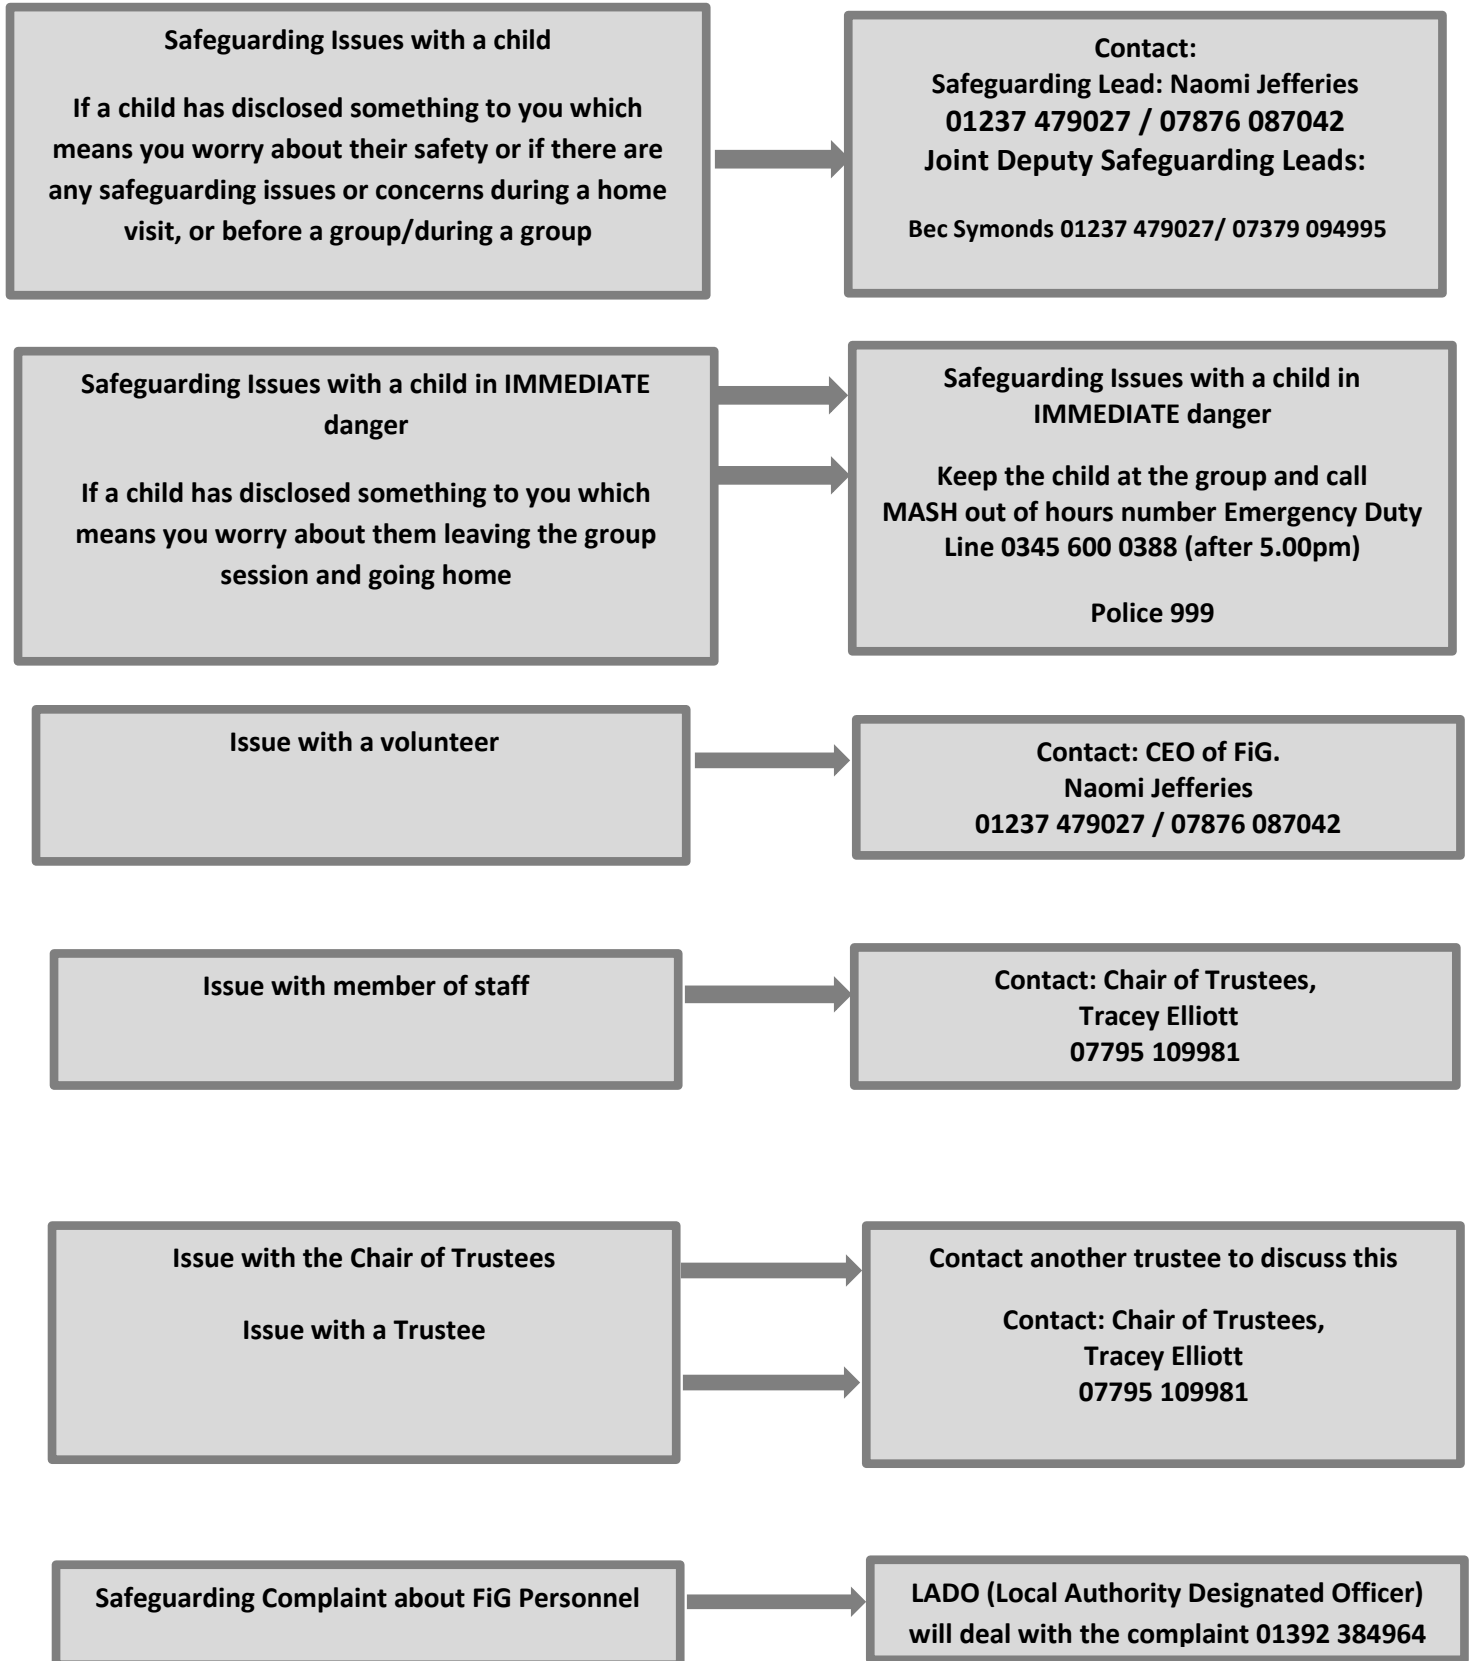 Safeguarding Issues with a child
If a child has disclosed something to you which
means you worry about their safety or if there are
any safeguarding issues or concerns during a home
visit, or before a group/during a group
Contact:
Safeguarding Lead: Naomi Jefferies
01237 479027 / 07876 087042
Joint Deputy Safeguarding Leads:
Bec Symonds 01237 479027/ 07379 094995
Safeguarding Issues with a child in IMMEDIATE
danger
If a child has disclosed something to you which
means you worry about them leaving the group
session and going home
Safeguarding Issues with a child in
IMMEDIATE danger
Keep the child at the group and call
MASH out of hours number Emergency Duty
Line 0345 600 0388 (after 5.00pm)
Police 999
Issue with a volunteer
Contact: CEO of FiG.
Naomi Jefferies
01237 479027 / 07876 087042
Issue with member of staff
Contact: Chair of Trustees,
Tracey Elliott
07795 109981
Issue with the Chair of Trustees
Issue with a Trustee
Contact another trustee to discuss this
Contact: Chair of Trustees,
Tracey Elliott
07795 109981
Safeguarding Complaint about FiG Personnel
LADO (Local Authority Designated Officer)
will deal with the complaint 01392 384964